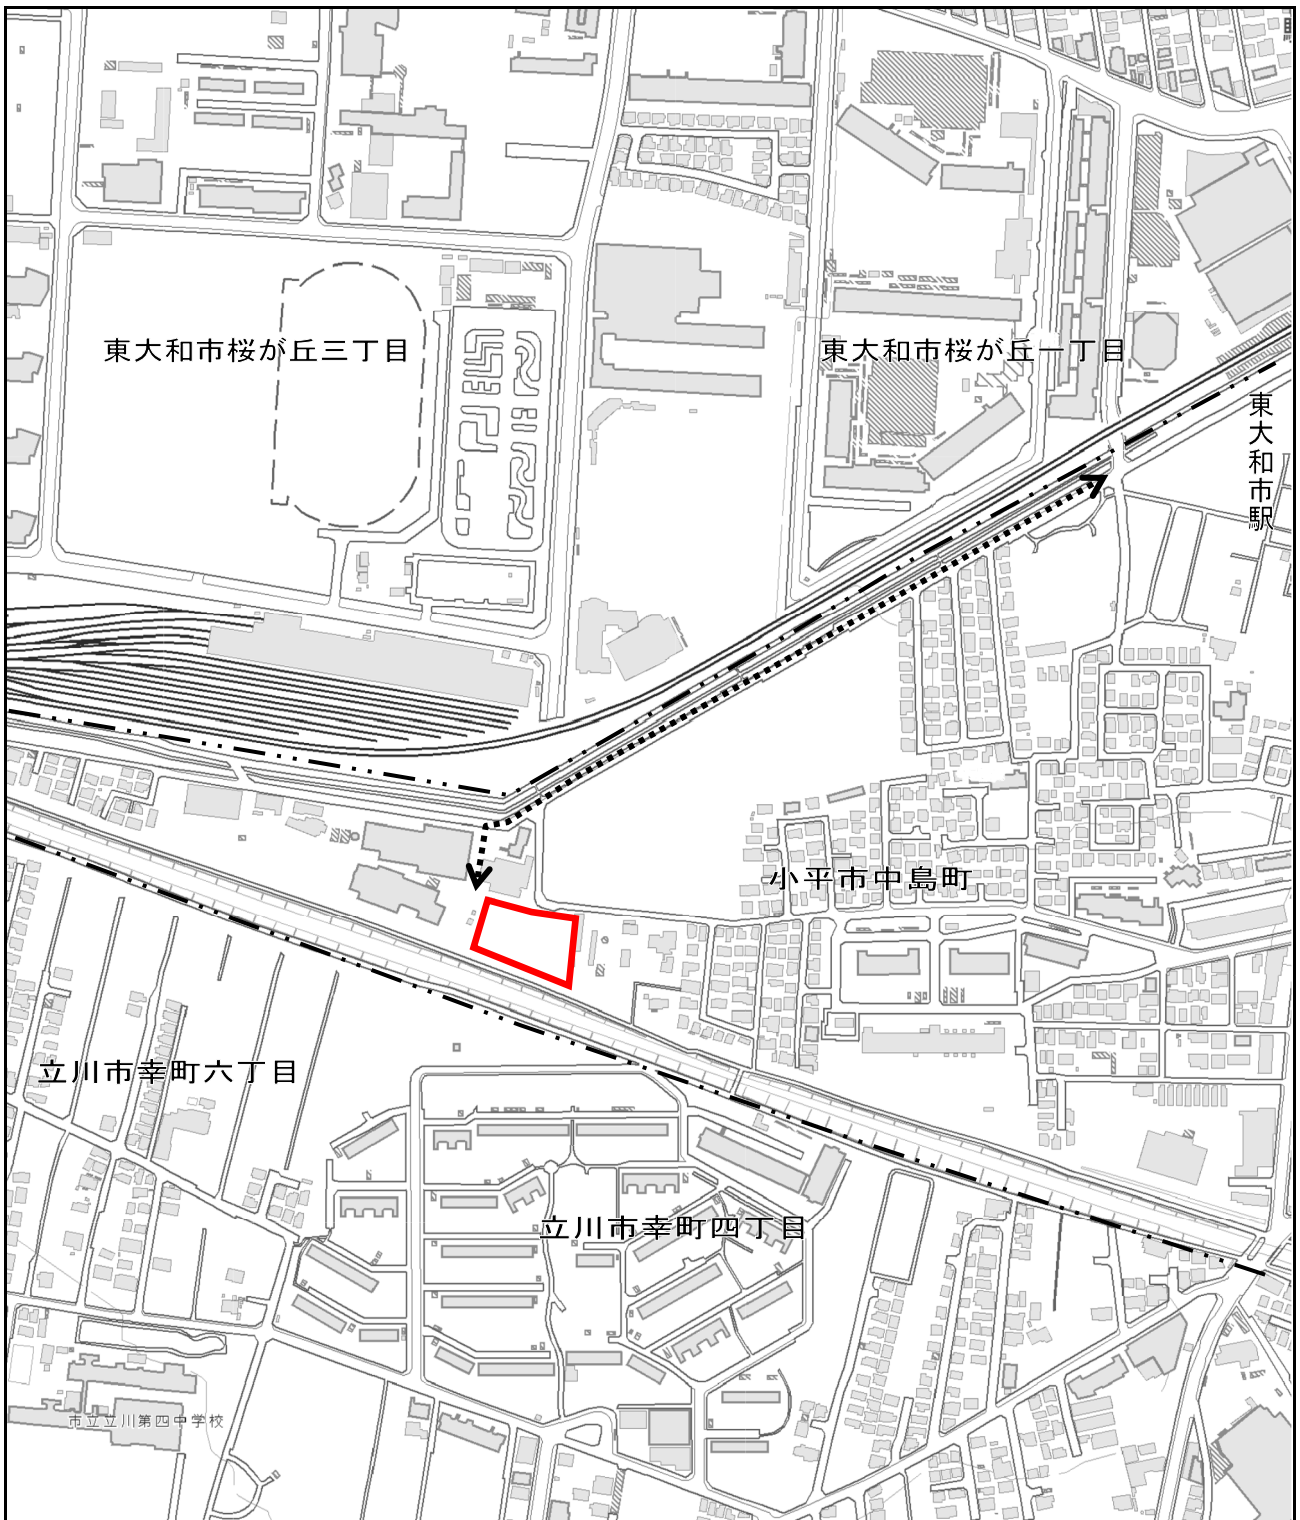 東大和市桜が丘三丁目
東大和市桜が丘一丁目
東大和市駅
小平市中島町
立川市幸町六丁目
立川市幸町四丁目
市立立川第四中学校